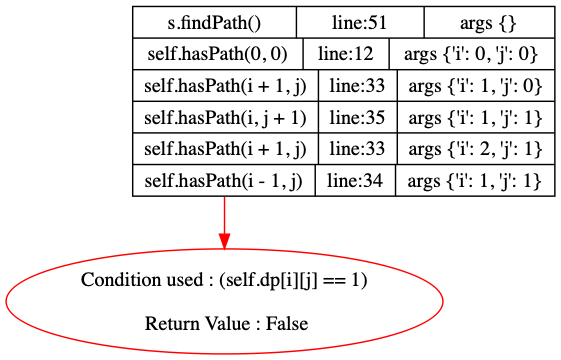 s.findPath() line:51 args {}
self.hasPath(0, 0) line:12 args {'i': 0, 'j': 0}
self.hasPath(i + 1, j) line:33 args {'i': 1, 'j': 0}
self.hasPath(i, j + 1) line:35 args {'i': 1, 'j': 1}
self.hasPath(i + 1, j) line:33 args {'i': 2, 'j': 1}
self.hasPath(i - 1, j) line:34 args {'i': 1, 'j': 1}
Condition used : (self.dp[i][j] == 1)
Return Value : False